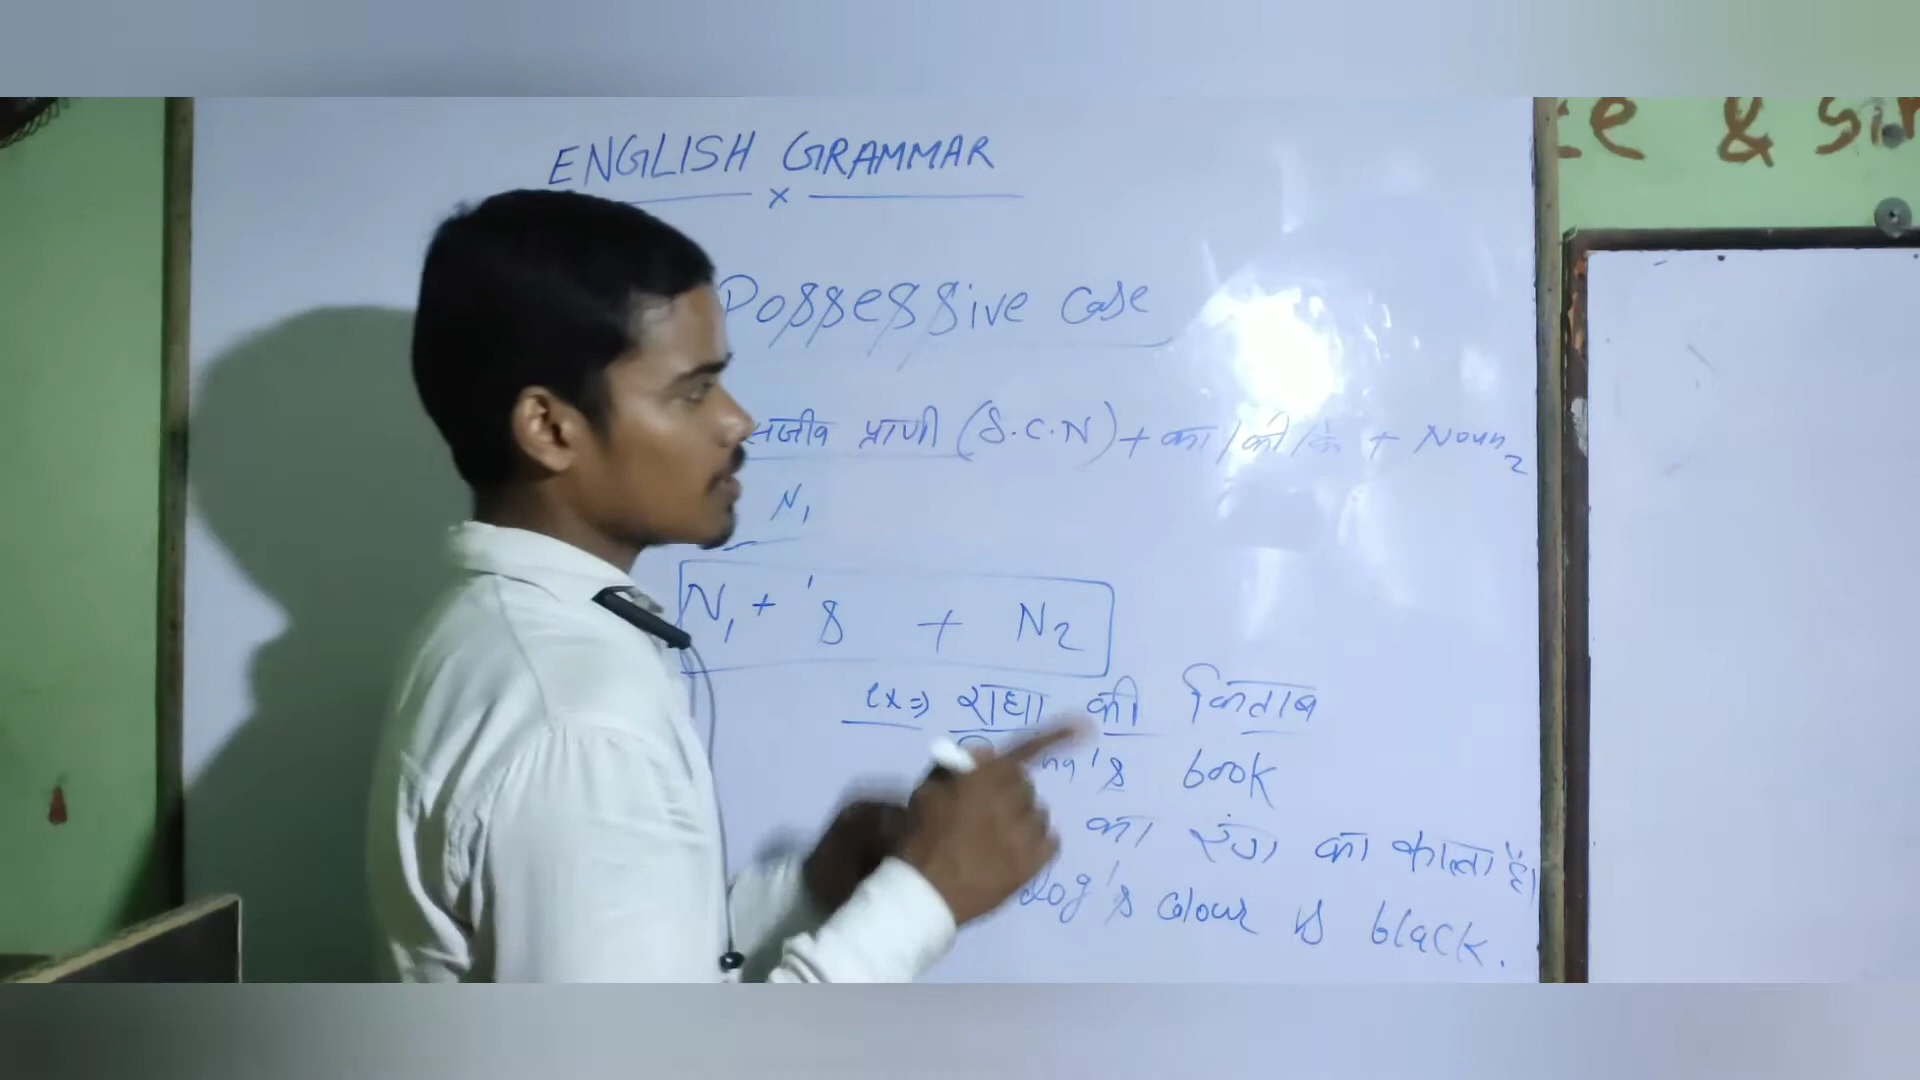 ENGLISH GRAMMAR
x
Possessive Case
सजीव प्राणी (S.C.N) + का/की/के + Noun2
N1
N1 + 's + N2
ex => राधा की किताब
's book
का रंग का काला है।
dog's colour is black.
&